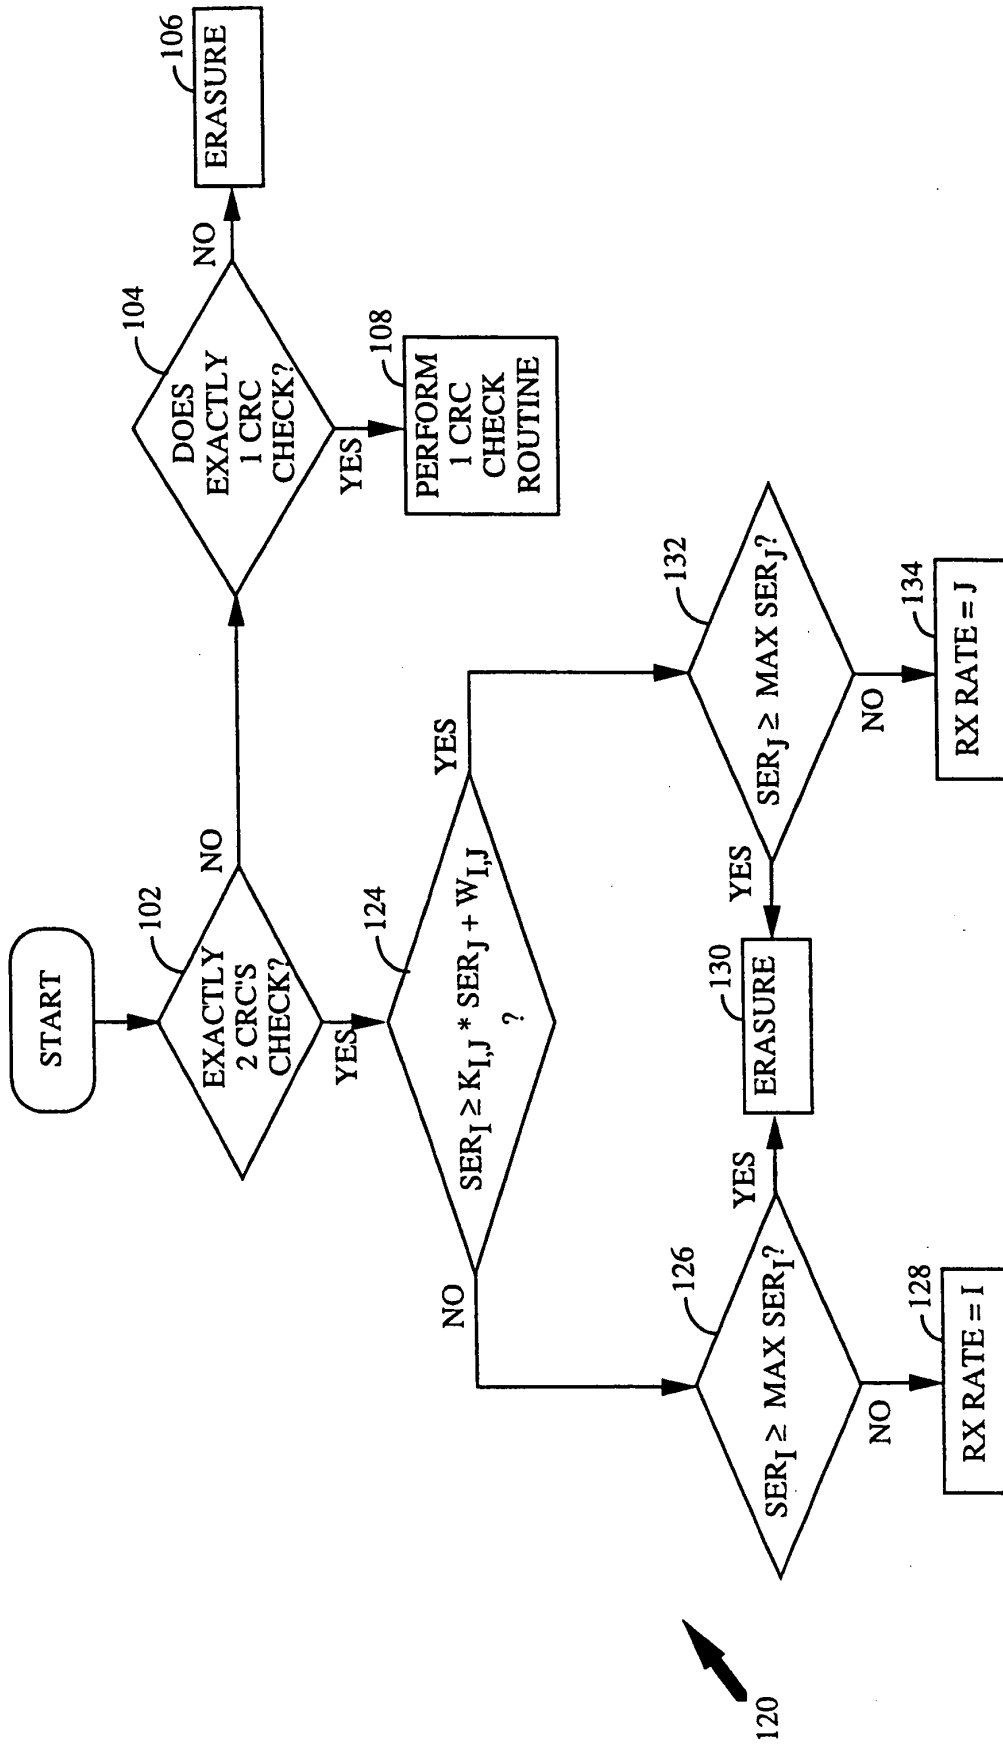 START
102
EXACTLY
2 CRC'S
CHECK?
NO
YES
104
DOES
EXACTLY
1 CRC
CHECK?
NO
106
ERASURE
YES
108
PERFORM
1 CRC
CHECK
ROUTINE
124
SER_I ≥ K_I,J * SER_J + W_I,J
?
NO
YES
126
SER_I ≥ MAX SER_I?
YES
NO
128
RX RATE = I
130
ERASURE
132
SER_J ≥ MAX SER_J?
YES
NO
134
RX RATE = J
120